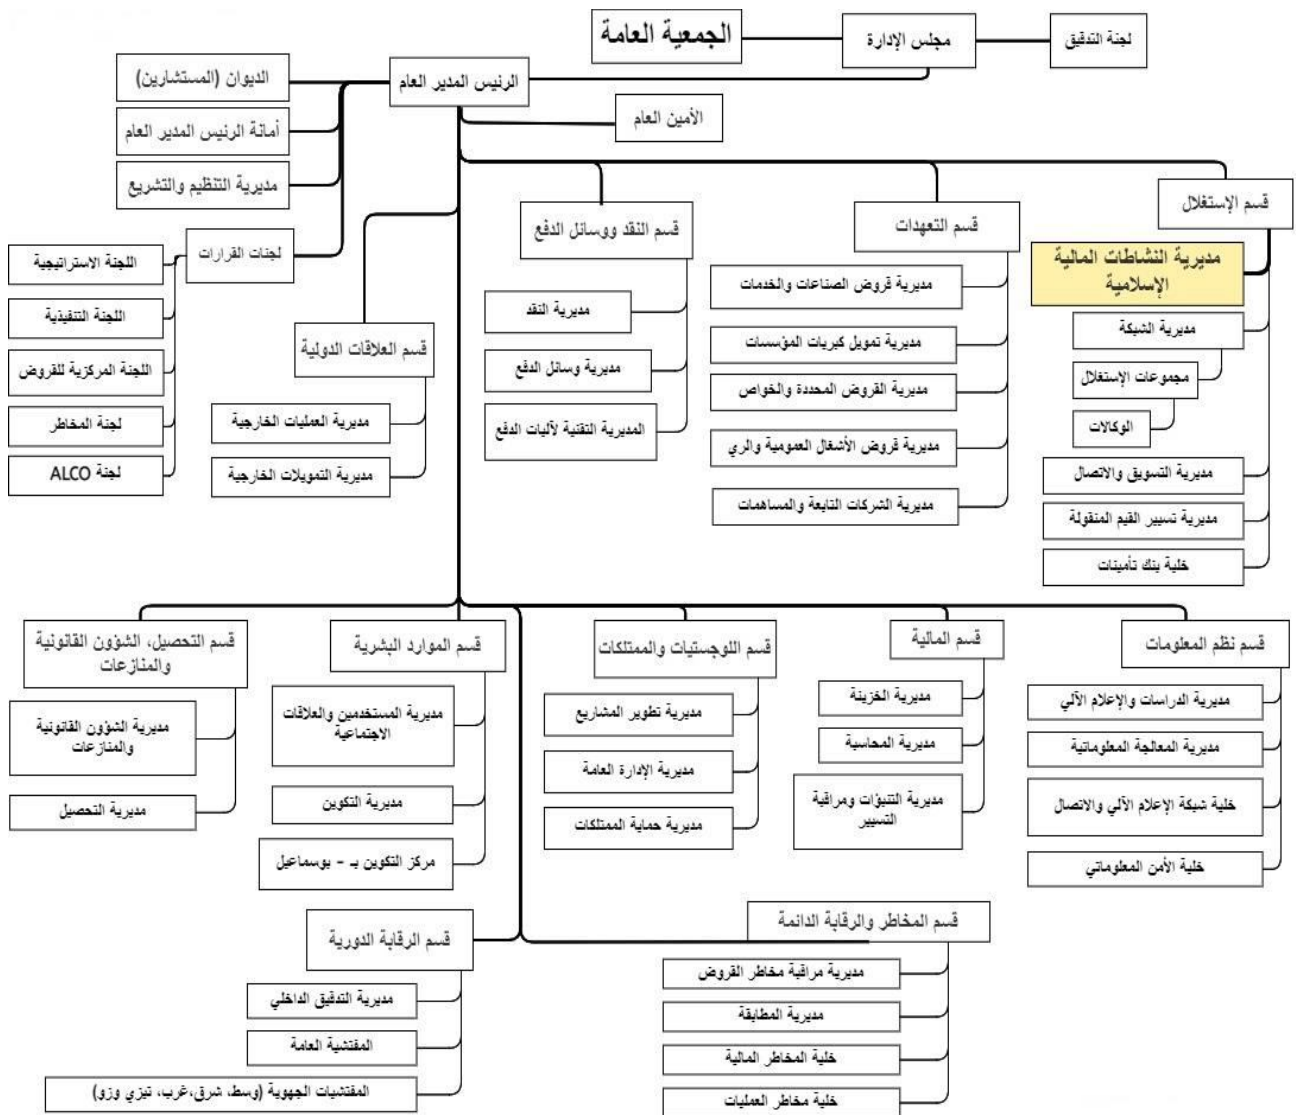 الجمعية العامة
مجلس الإدارة
لجنة التدقيق
الرئيس المدير العام
الأمين العام
الديوان (المستشارين)
أمانة الرئيس المدير العام
مديرية التنظيم والتشريع
لجنات القرارات
اللجنة الاستراتيجية
اللجنة التنفيذية
اللجنة المركزية للقروض
لجنة المخاطر
لجنة ALCO
قسم الإستغلال
مديرية النشاطات المالية
الإسلامية
مديرية الشبكة
مجموعات الإستغلال
الوكالات
مديرية التسويق والاتصال
مديرية تسيير القيم المنقولة
خلية بنك تأمينات
قسم التعهدات
مديرية قروض الصناعات والخدمات
مديرية تمويل كبريات المؤسسات
مديرية القروض المحددة والخواص
مديرية قروض الأشغال العمومية والري
مديرية الشركات التابعة والمساهمات
قسم النقد ووسائل الدفع
مديرية النقد
مديرية وسائل الدفع
المديرية التقنية لآليات الدفع
قسم العلاقات الدولية
مديرية العمليات الخارجية
مديرية التمويلات الخارجية
قسم نظم المعلومات
مديرية الدراسات والإعلام الآلي
مديرية المعالجة المعلوماتية
خلية شبكة الإعلام الآلي والاتصال
خلية الأمن المعلوماتي
قسم المالية
مديرية الخزينة
مديرية المحاسبة
مديرية التنبؤات ومراقبة
التسيير
قسم اللوجستيات والممتلكات
مديرية تطوير المشاريع
مديرية الإدارة العامة
مديرية حماية الممتلكات
قسم الموارد البشرية
مديرية المستخدمين والعلاقات
الاجتماعية
مديرية التكوين
مركز التكوين بـ - بوسماعيل
قسم التحصيل، الشؤون القانونية
والمنازعات
مديرية الشؤون القانونية
والمنازعات
مديرية التحصيل
قسم المخاطر والرقابة الدائمة
مديرية مراقبة مخاطر القروض
مديرية المطابقة
خلية المخاطر المالية
خلية مخاطر العمليات
قسم الرقابة الدورية
مديرية التدقيق الداخلي
المفتشية العامة
المفتشيات الجهوية (وسط، شرق،غرب، تيزي وزو)